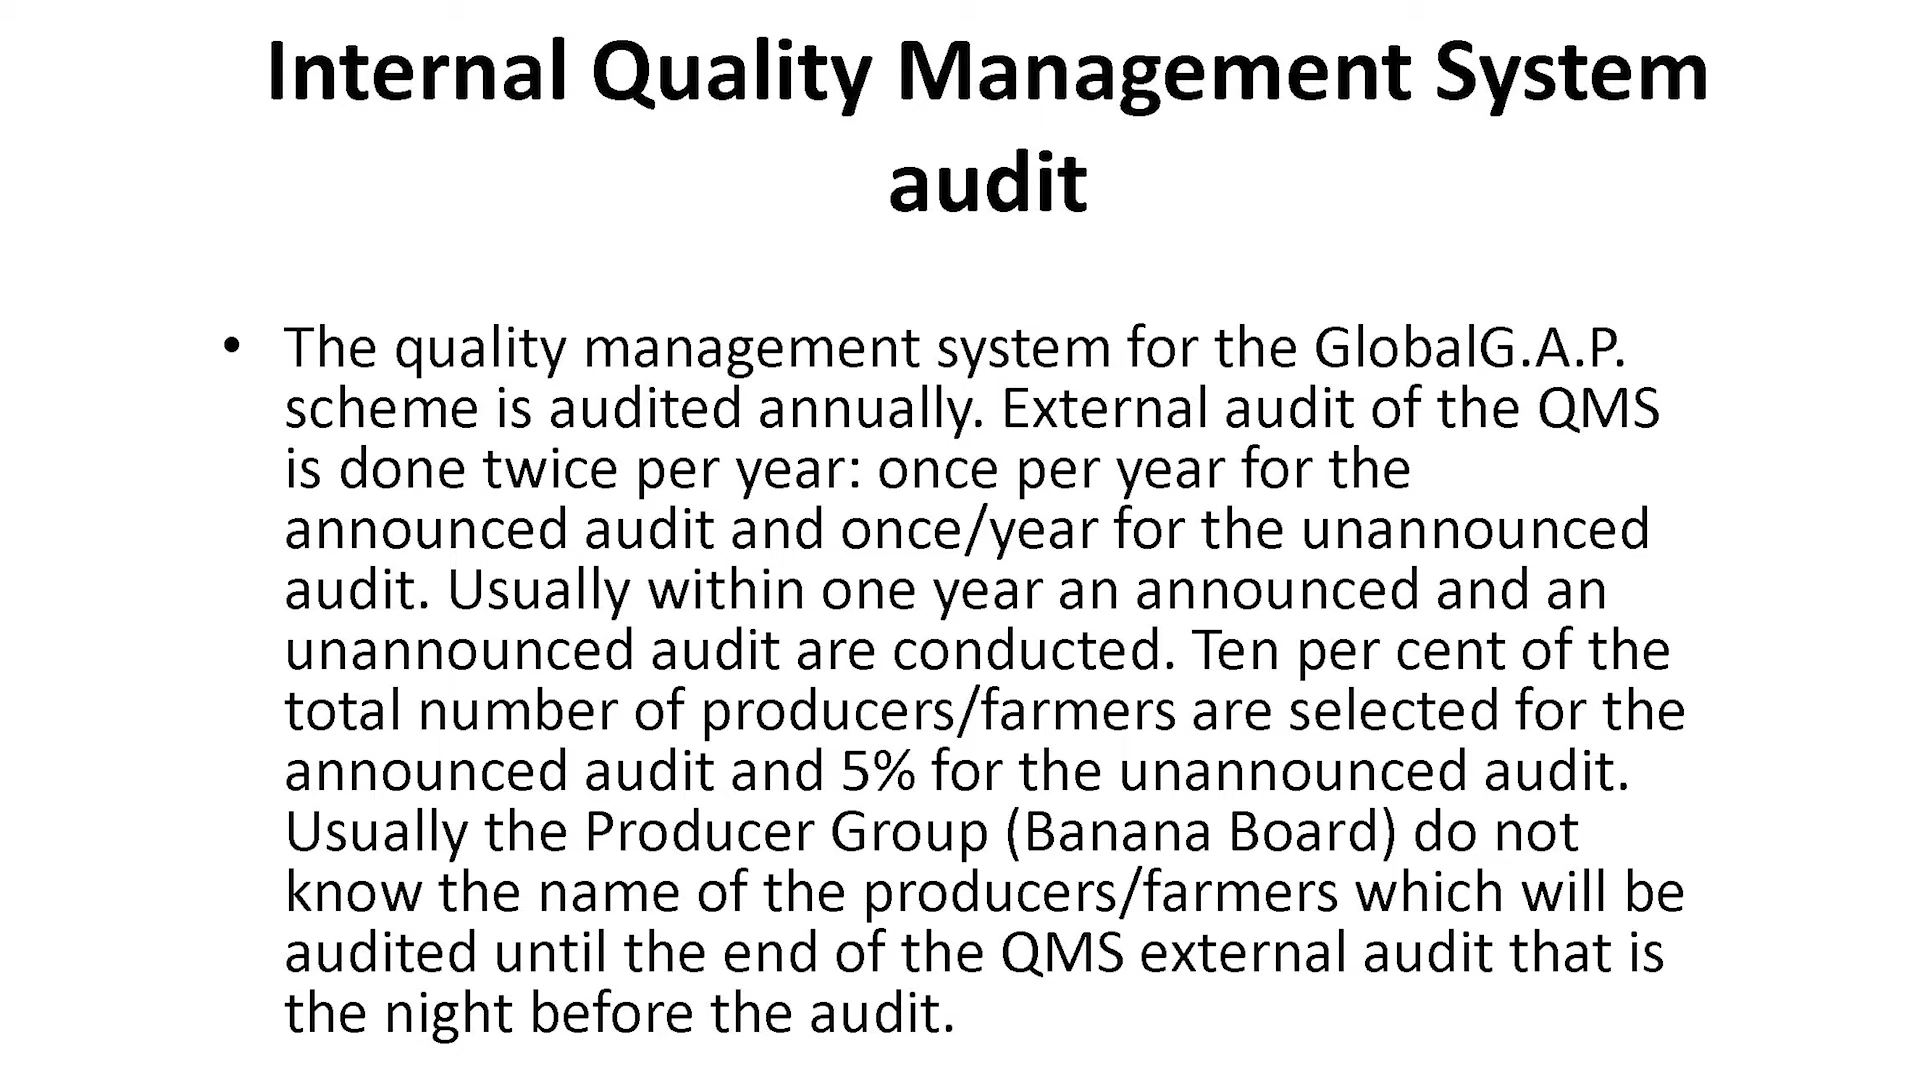 Internal Quality Management System
audit
• The quality management system for the GlobalG.A.P.
scheme is audited annually. External audit of the QMS
is done twice per year: once per year for the
announced audit and once/year for the unannounced
audit. Usually within one year an announced and an
unannounced audit are conducted. Ten per cent of the
total number of producers/farmers are selected for the
announced audit and 5% for the unannounced audit.
Usually the Producer Group (Banana Board) do not
know the name of the producers/farmers which will be
audited until the end of the QMS external audit that is
the night before the audit.